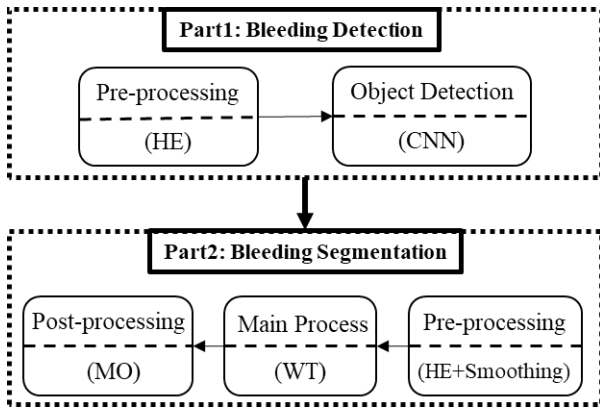 Part1: Bleeding Detection
Pre-processing
(HE)
Object Detection
(CNN)
Part2: Bleeding Segmentation
Post-processing
(MO)
Main Process
(WT)
Pre-processing
(HE+Smoothing)